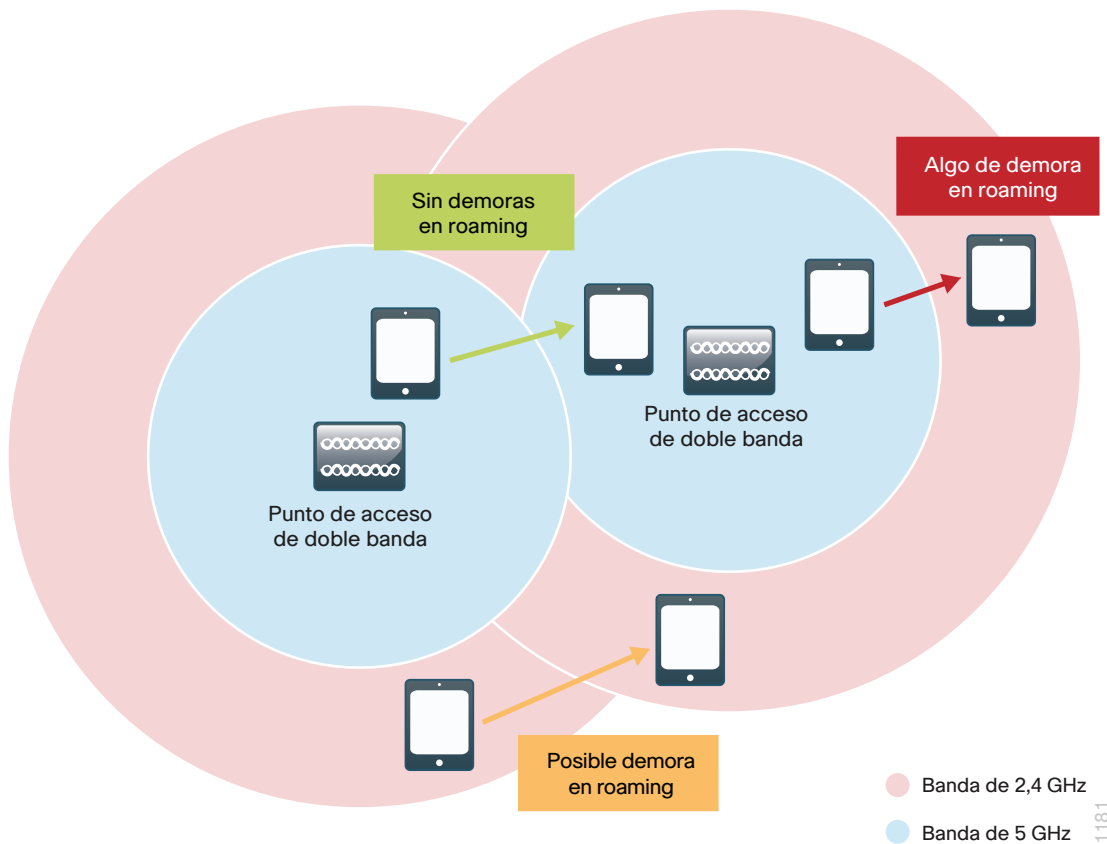 Sin demoras
en roaming
Algo de demora
en roaming
Punto de acceso
de doble banda
Punto de acceso
de doble banda
Posible demora
en roaming
Banda de 2,4 GHz
Banda de 5 GHz
1181